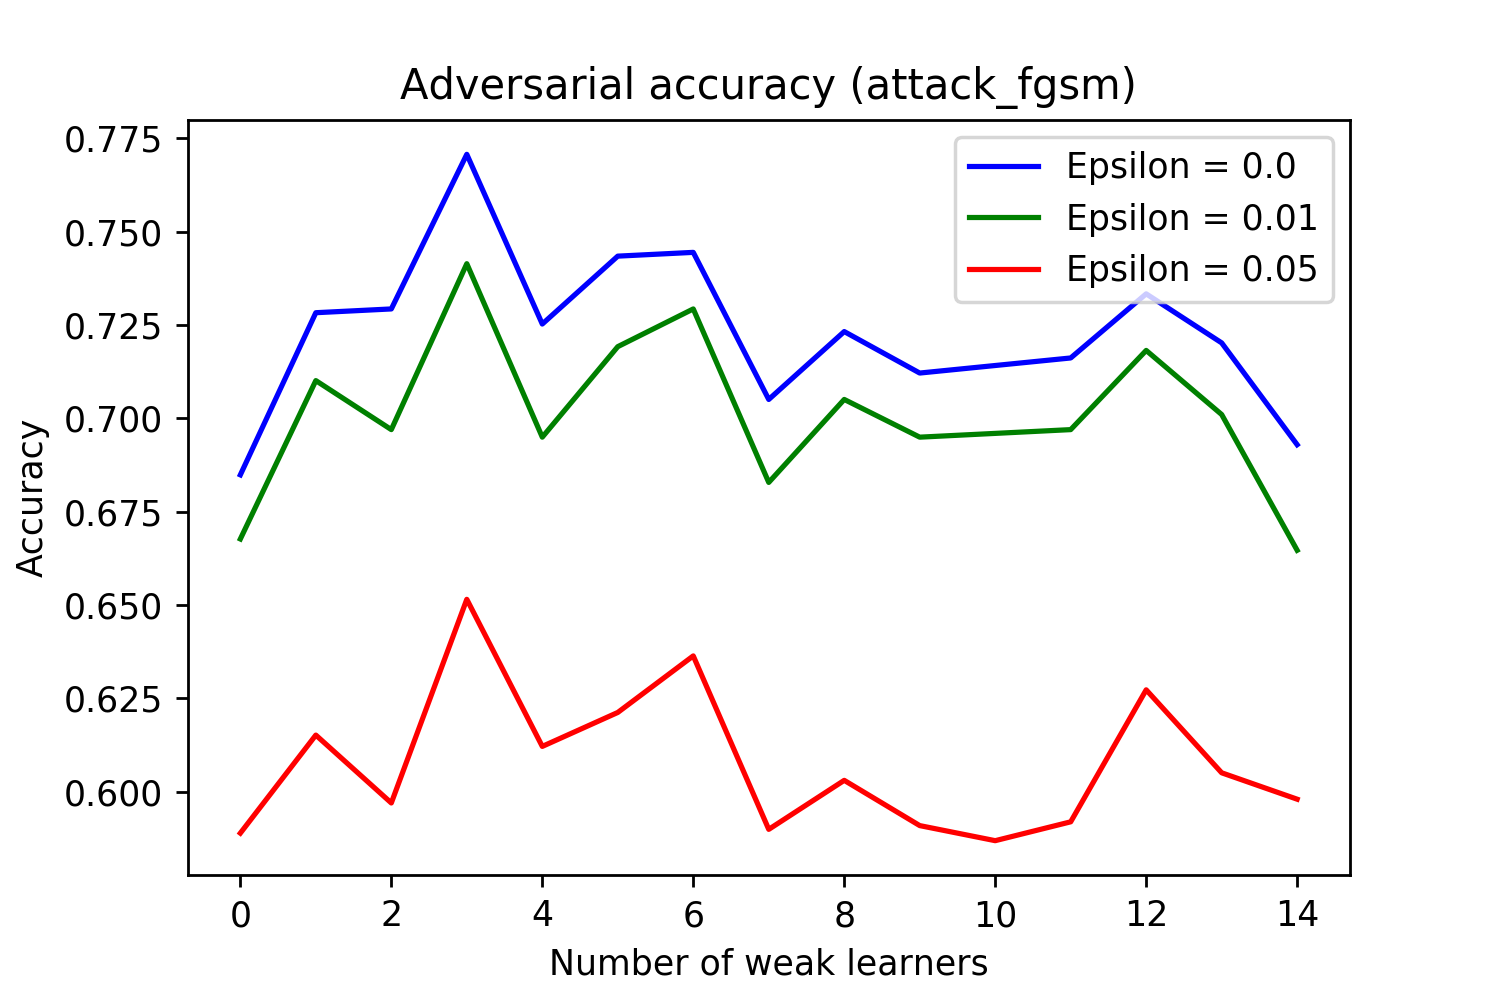 Adversarial accuracy (attack_fgsm)
Epsilon = 0.0
Epsilon = 0.01
Epsilon = 0.05
Accuracy
0.775
0.750
0.725
0.700
0.675
0.650
0.625
0.600
0 2 4 6 8 10 12 14
Number of weak learners